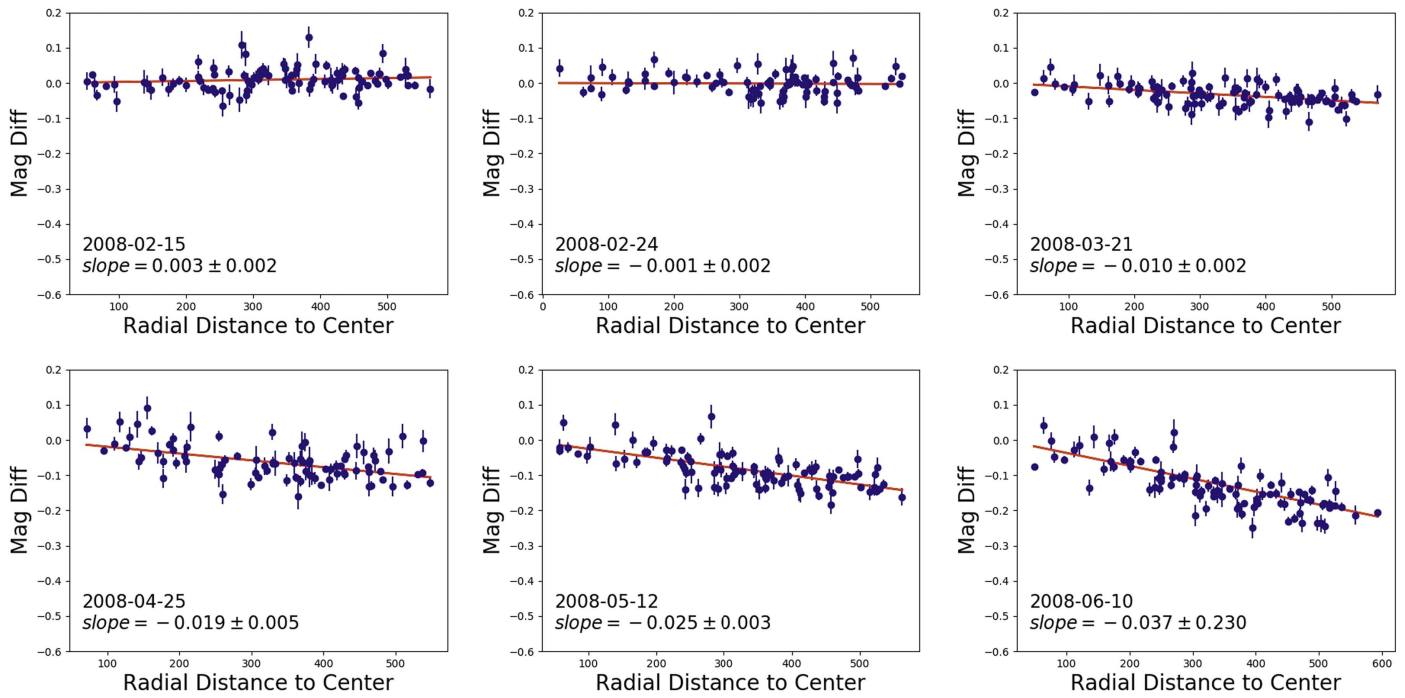 0.2
0.1
0.0
−0.1
−0.2
−0.3
−0.4
−0.5
−0.6
Mag Diff
2008-02-15
slope = 0.003 ± 0.002
100 200 300 400 500
Radial Distance to Center
0.2
0.1
0.0
−0.1
−0.2
−0.3
−0.4
−0.5
−0.6
Mag Diff
2008-02-24
slope = −0.001 ± 0.002
0 100 200 300 400 500
Radial Distance to Center
0.2
0.1
0.0
−0.1
−0.2
−0.3
−0.4
−0.5
−0.6
Mag Diff
2008-03-21
slope = −0.010 ± 0.002
100 200 300 400 500
Radial Distance to Center
0.2
0.1
0.0
−0.1
−0.2
−0.3
−0.4
−0.5
−0.6
Mag Diff
2008-04-25
slope = −0.019 ± 0.005
100 200 300 400 500
Radial Distance to Center
0.2
0.1
0.0
−0.1
−0.2
−0.3
−0.4
−0.5
−0.6
Mag Diff
2008-05-12
slope = −0.025 ± 0.003
100 200 300 400 500
Radial Distance to Center
0.2
0.1
0.0
−0.1
−0.2
−0.3
−0.4
−0.5
−0.6
Mag Diff
2008-06-10
slope = −0.037 ± 0.230
100 200 300 400 500 600
Radial Distance to Center